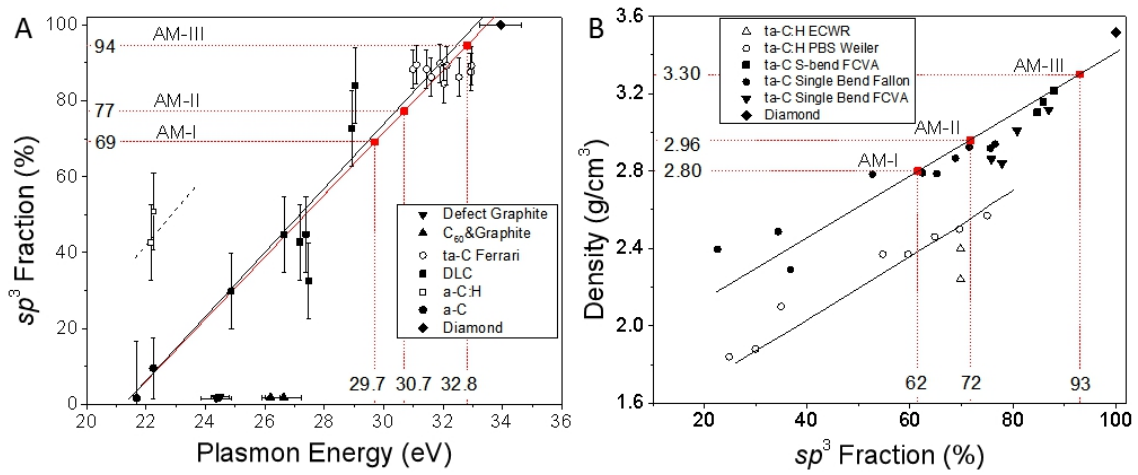 A
AM-III
AM-II
AM-I
94
77
69
29.7 30.7 32.8
Defect Graphite
C₆₀&Graphite
ta-C Ferrari
DLC
a-C:H
a-C
Diamond
100
80
60
40
20
0
20 22 24 26 28 30 32 34 36
sp³ Fraction (%)
Plasmon Energy (eV)
B
ta-C:H ECWR
ta-C:H PBS Weiler
ta-C S-bend FCVA
ta-C Single Bend Fallon
ta-C Single Bend FCVA
Diamond
AM-III
AM-II
AM-I
3.30
2.96
2.80
62 72 93
3.6
3.2
2.8
2.4
2.0
1.6
20 40 60 80 100
Density (g/cm³)
sp³ Fraction (%)